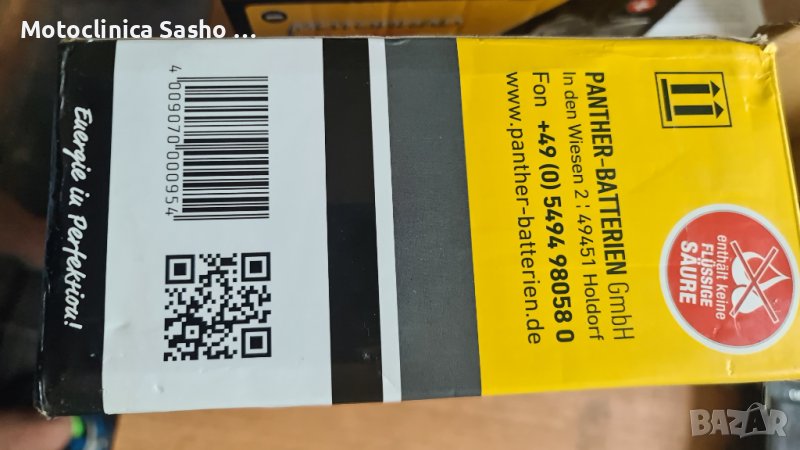 Motoclinica Sasho ...
PANTHER-BATTERIEN GmbH
In den Wiesen 2 ¦ 49451 Holdorf
Fon +49 (0) 5494 98058 0
www.panther-batterien.de
enthält keine
FLÜSSIGE
SÄURE
4 009070 000954
Energie in Perfektion!
BAZAR